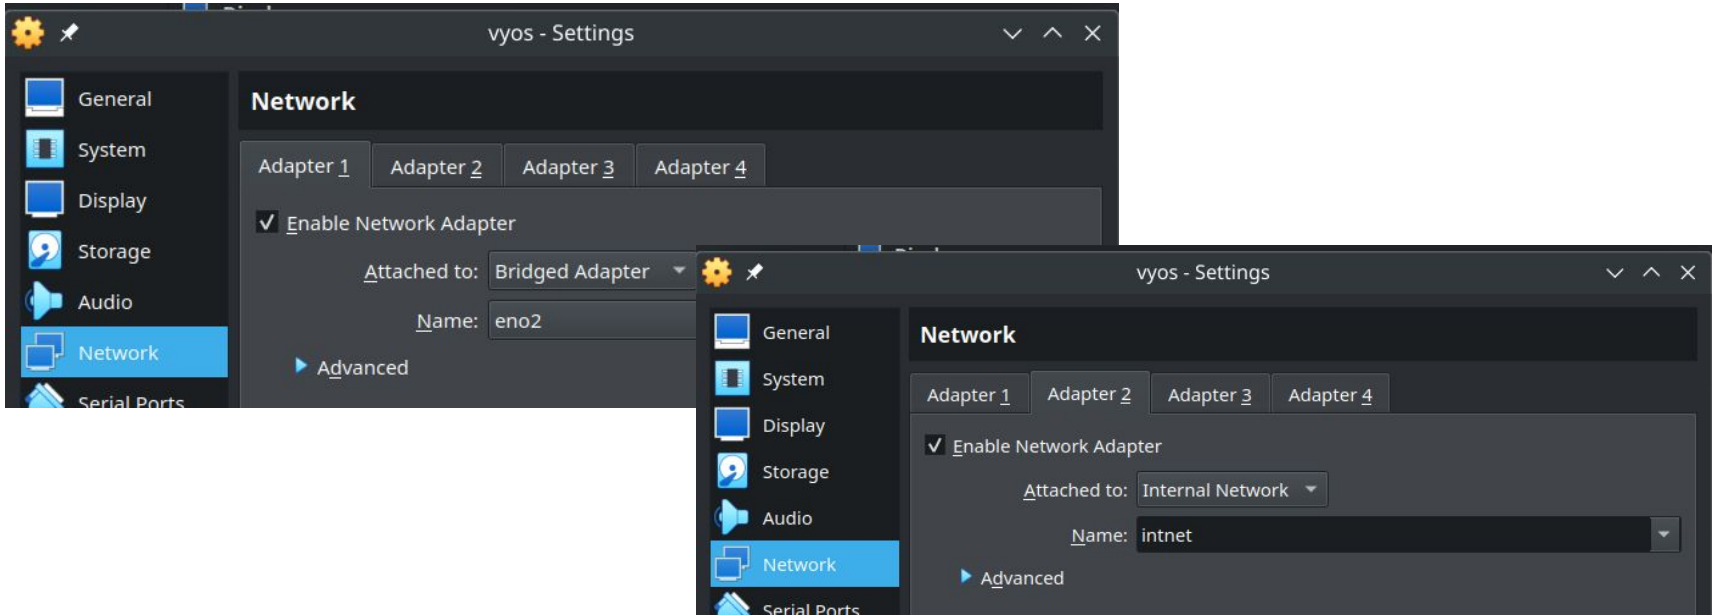 vyos - Settings
General
System
Display
Storage
Audio
Network
Serial Ports
Network
Adapter 1 Adapter 2 Adapter 3 Adapter 4
Enable Network Adapter
Attached to: Bridged Adapter
Name: eno2
Advanced
vyos - Settings
General
System
Display
Storage
Audio
Network
Serial Ports
Network
Adapter 1 Adapter 2 Adapter 3 Adapter 4
Enable Network Adapter
Attached to: Internal Network
Name: intnet
Advanced